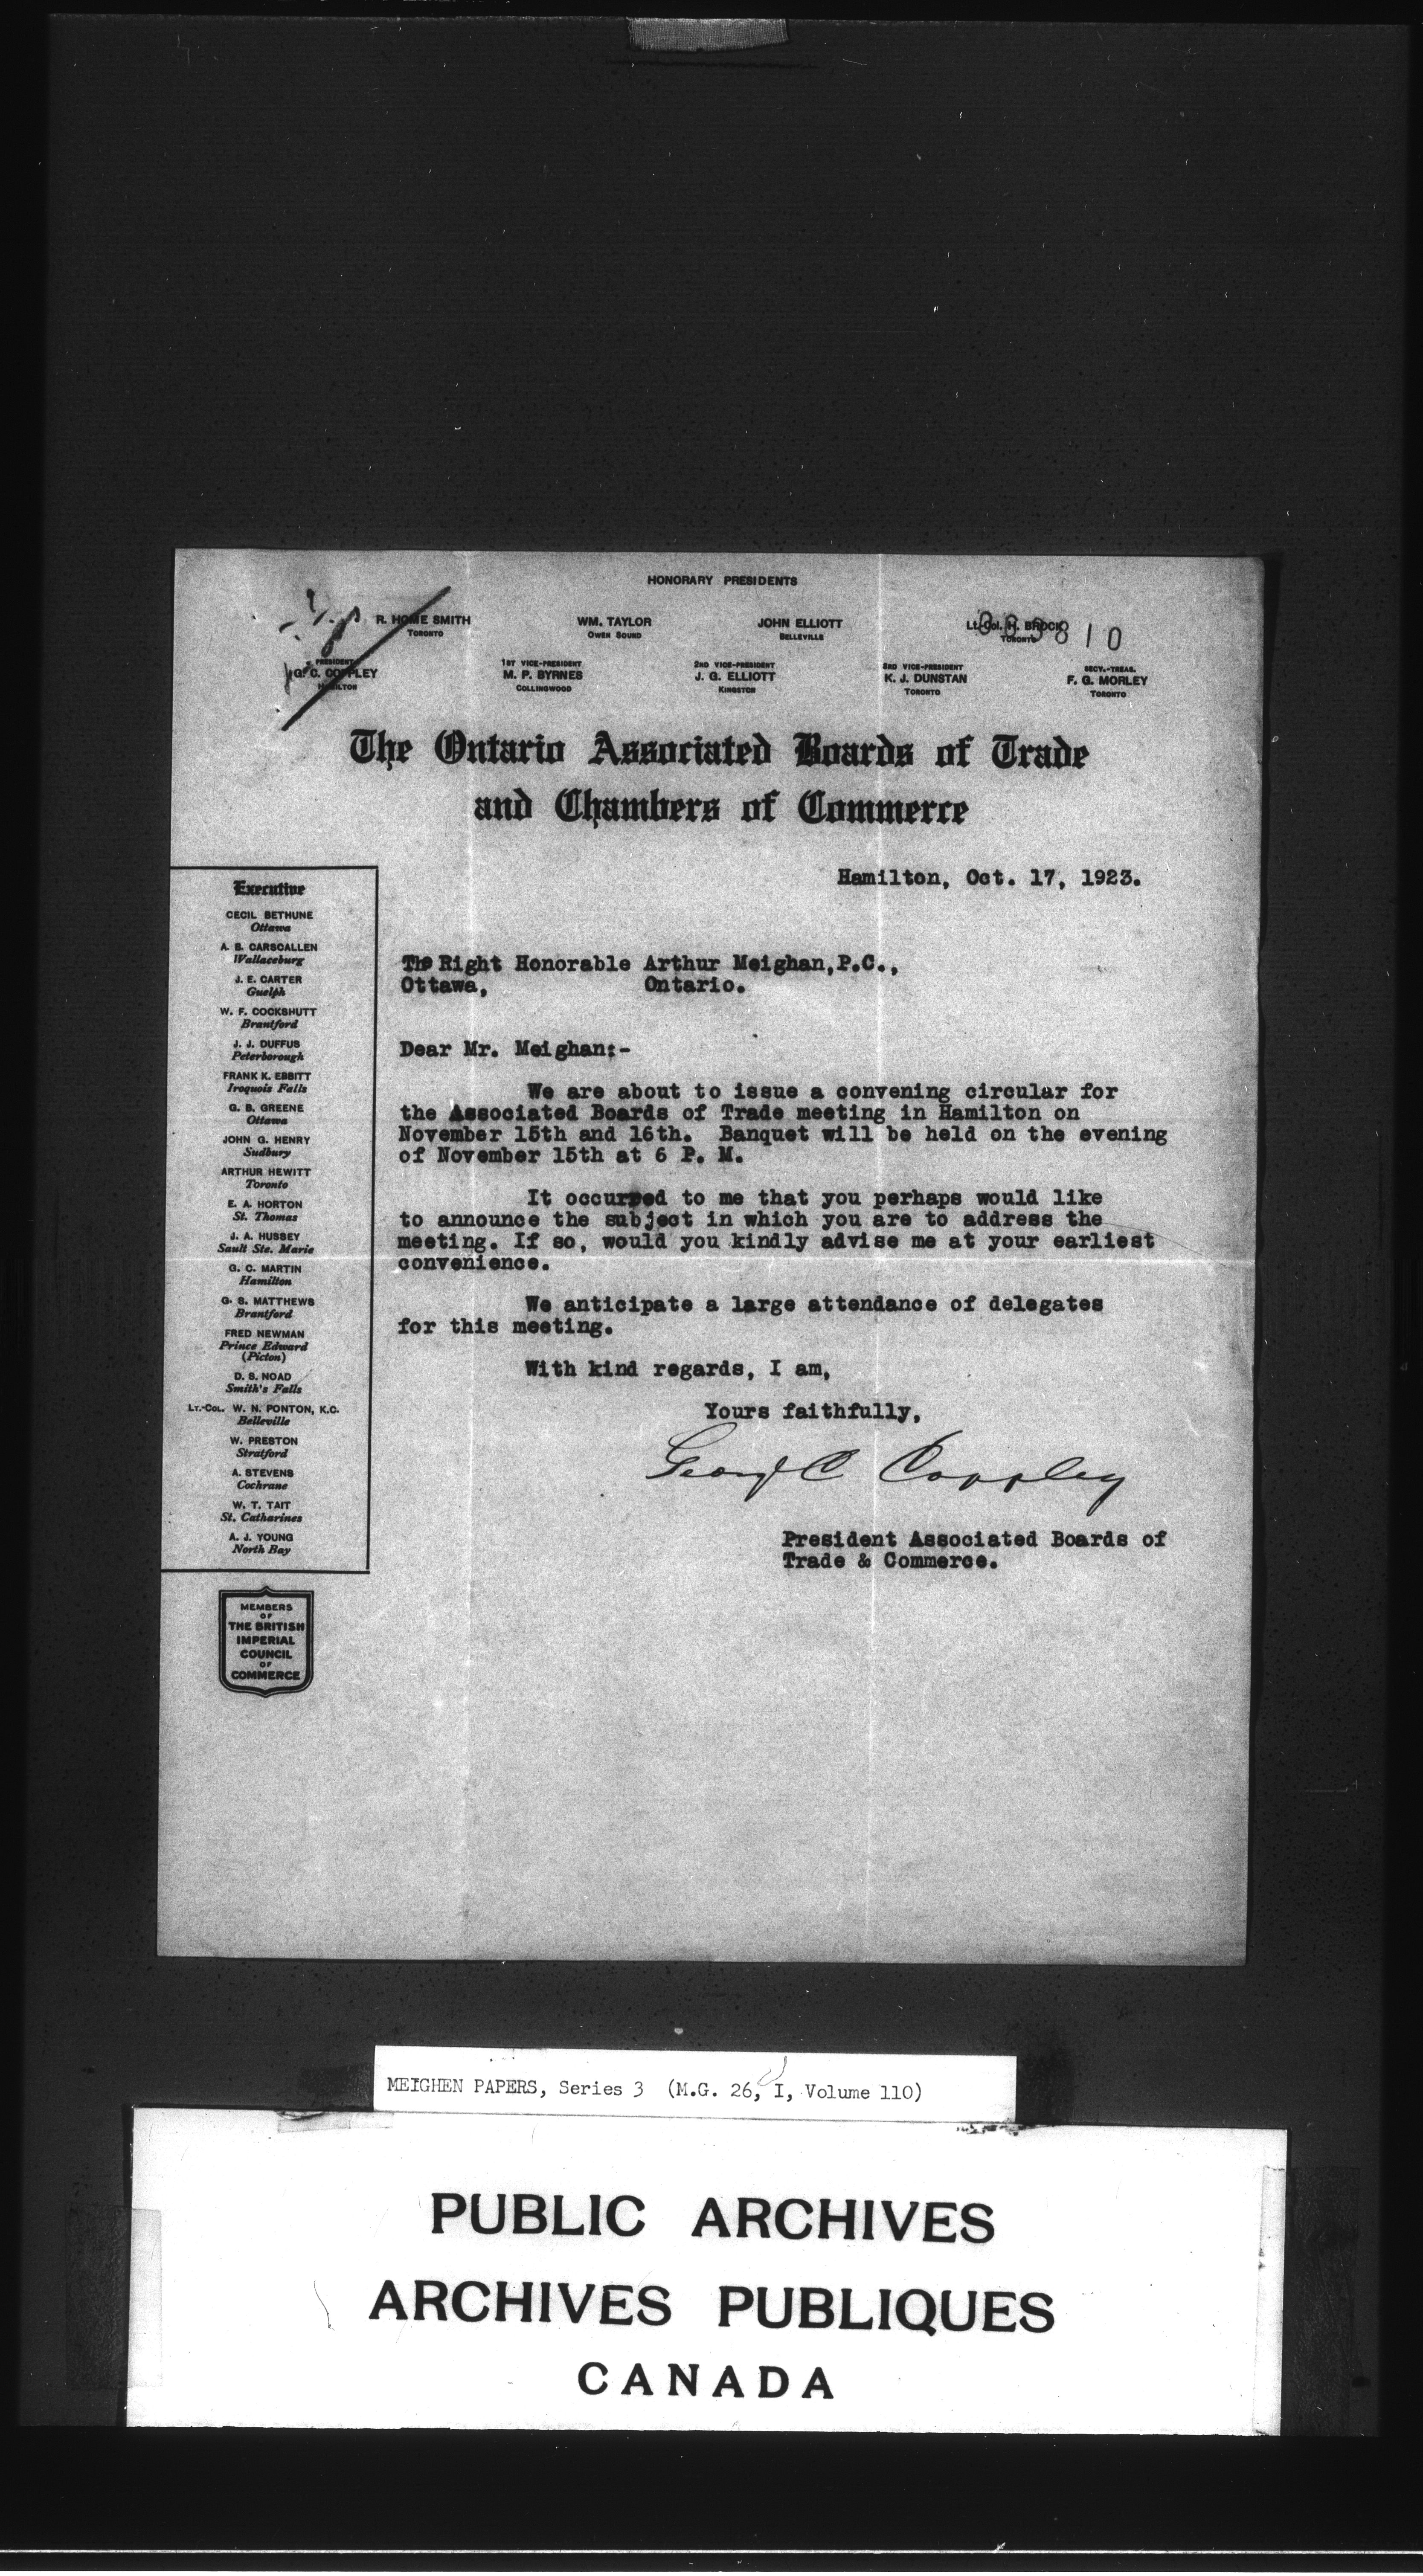 HONORARY PRESIDENTS
R. HOME SMITH
TORONTO
WM. TAYLOR
OWEN SOUND
JOHN ELLIOTT
BELLEVILLE
LT.-COL. H. BROCK
TORONTO
10
PRESIDENT
G. C. COPPLEY
HAMILTON
1ST VICE-PRESIDENT
M. P. BYRNES
COLLINGWOOD
2ND VICE-PRESIDENT
J. G. ELLIOTT
KINGSTON
3RD VICE-PRESIDENT
K. J. DUNSTAN
TORONTO
SECY.-TREAS.
F. G. MORLEY
TORONTO
The Ontario Associated Boards of Trade
and Chambers of Commerce
Hamilton, Oct. 17, 1923.
Executive
CECIL BETHUNE
Ottawa
A. B. CARSCALLEN
Wallaceburg
J. E. CARTER
Guelph
W. F. COCKSHUTT
Brantford
J. J. DUFFUS
Peterborough
FRANK K. EBBITT
Iroquois Falls
G. B. GREENE
Ottawa
JOHN G. HENRY
Sudbury
ARTHUR HEWITT
Toronto
E. A. HORTON
St. Thomas
J. A. HUSSEY
Sault Ste. Marie
G. C. MARTIN
Hamilton
G. S. MATTHEWS
Brantford
FRED NEWMAN
Prince Edward
(Picton)
D. S. NOAD
Smith's Falls
LT.-COL. W. N. PONTON, K.C.
Belleville
W. PRESTON
Stratford
A. STEVENS
Cochrane
W. T. TAIT
St. Catharines
A. J. YOUNG
North Bay
MEMBERS
OF
THE BRITISH
IMPERIAL
COUNCIL
OF
COMMERCE
The Right Honorable Arthur Meighan,P.C.,
Ottawa, Ontario.
Dear Mr. Meighan:-
We are about to issue a convening circular for
the Associated Boards of Trade meeting in Hamilton on
November 15th and 16th. Banquet will be held on the evening
of November 15th at 6 P. M.
It occurred to me that you perhaps would like
to announce the subject in which you are to address the
meeting. If so, would you kindly advise me at your earliest
convenience.
We anticipate a large attendance of delegates
for this meeting.
With kind regards, I am,
Yours faithfully,
George C Coppley
President Associated Boards of
Trade & Commerce.
MEIGHEN PAPERS, Series 3 (M.G. 26, I, Volume 110)
PUBLIC ARCHIVES
ARCHIVES PUBLIQUES
CANADA